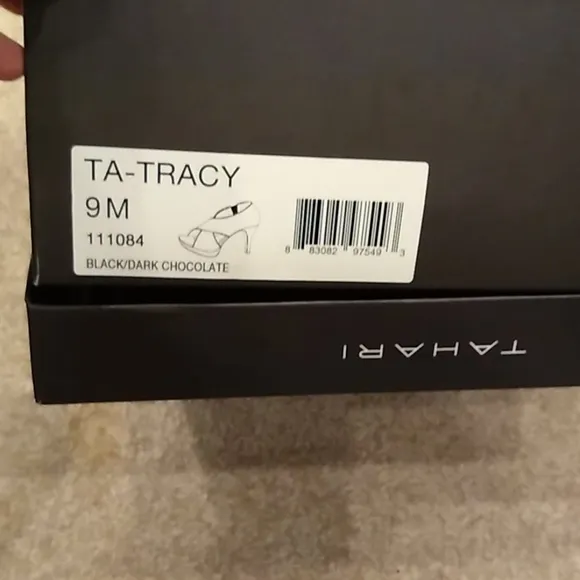 TA-TRACY
9 M
111084
BLACK/DARK CHOCOLATE
8 83082 97549 3
TAHARI